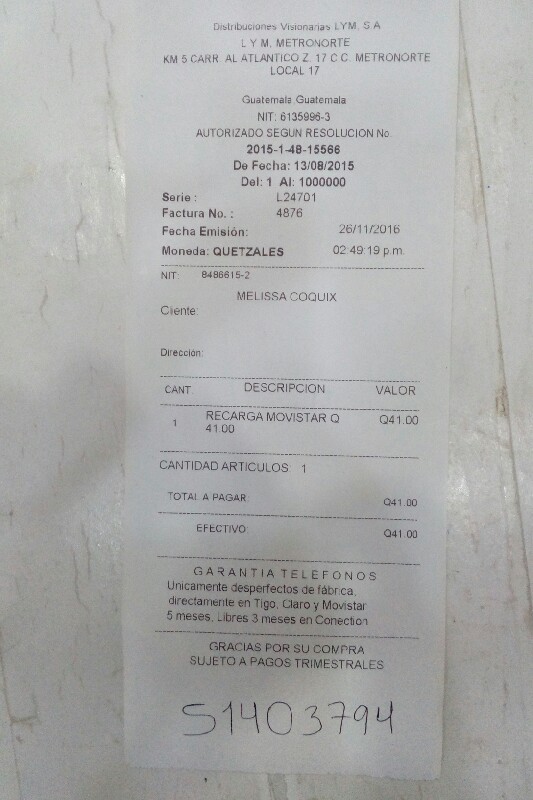 Distribuciones Visionarias LYM, S.A
L Y M, METRONORTE
KM 5 CARR. AL ATLANTICO Z. 17 C.C. METRONORTE
LOCAL 17
Guatemala, Guatemala
NIT: 6135996-3
AUTORIZADO SEGUN RESOLUCION No.
2015-1-48-15566
De Fecha: 13/08/2015
Del: 1 Al: 1000000
Serie : L24701
Factura No. : 4876
Fecha Emisión: 26/11/2016
Moneda: QUETZALES 02:49:19 p.m.
NIT: 8486615-2
MELISSA COQUIX
Cliente:
Dirección:
CANT. DESCRIPCION VALOR
1 RECARGA MOVISTAR Q Q41.00
41.00
CANTIDAD ARTICULOS: 1
TOTAL A PAGAR: Q41.00
EFECTIVO: Q41.00
GARANTIA TELEFONOS
Unicamente desperfectos de fábrica,
directamente en Tigo, Claro y Movistar
5 meses, Libres 3 meses en Conection
GRACIAS POR SU COMPRA
SUJETO A PAGOS TRIMESTRALES
51403794